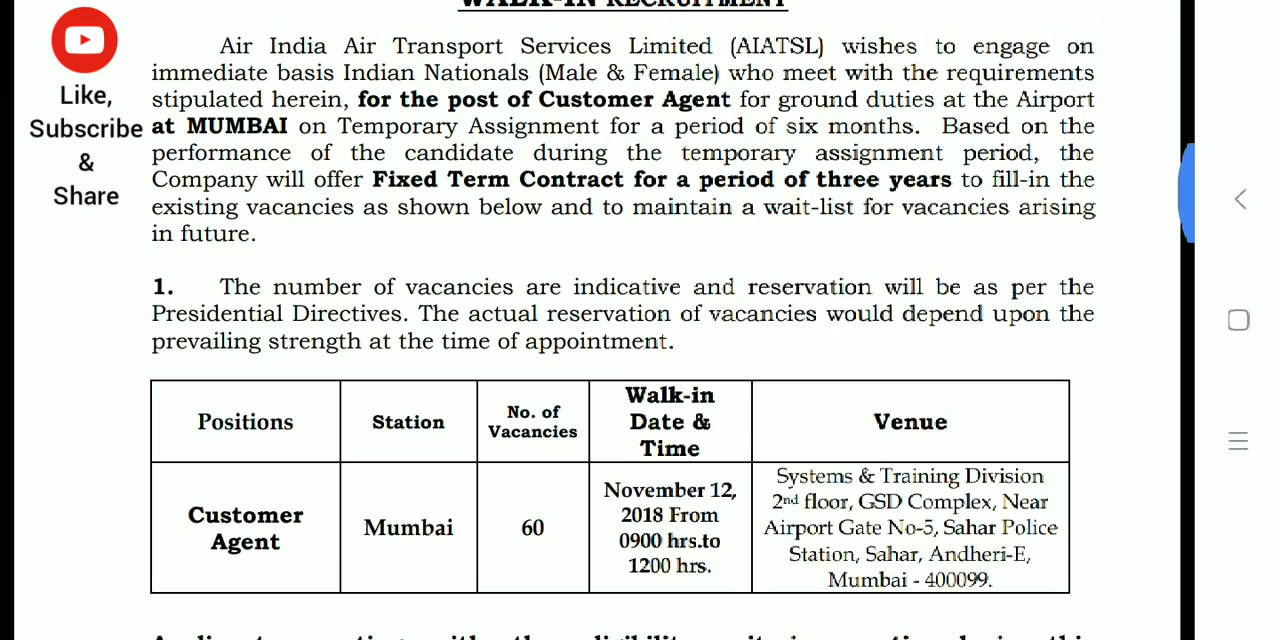 WALK-IN RECRUITMENT
Like,
Subscribe
&
Share
Air India Air Transport Services Limited (AIATSL) wishes to engage on
immediate basis Indian Nationals (Male & Female) who meet with the requirements
stipulated herein, for the post of Customer Agent for ground duties at the Airport
at MUMBAI on Temporary Assignment for a period of six months. Based on the
performance of the candidate during the temporary assignment period, the
Company will offer Fixed Term Contract for a period of three years to fill-in the
existing vacancies as shown below and to maintain a wait-list for vacancies arising
in future.
1. The number of vacancies are indicative and reservation will be as per the
Presidential Directives. The actual reservation of vacancies would depend upon the
prevailing strength at the time of appointment.
Positions
Station
No. of
Vacancies
Walk-in
Date &
Time
Venue
Customer
Agent
Mumbai
60
November 12,
2018 From
0900 hrs.to
1200 hrs.
Systems & Training Division
2nd floor, GSD Complex, Near
Airport Gate No-5, Sahar Police
Station, Sahar, Andheri-E,
Mumbai - 400099.